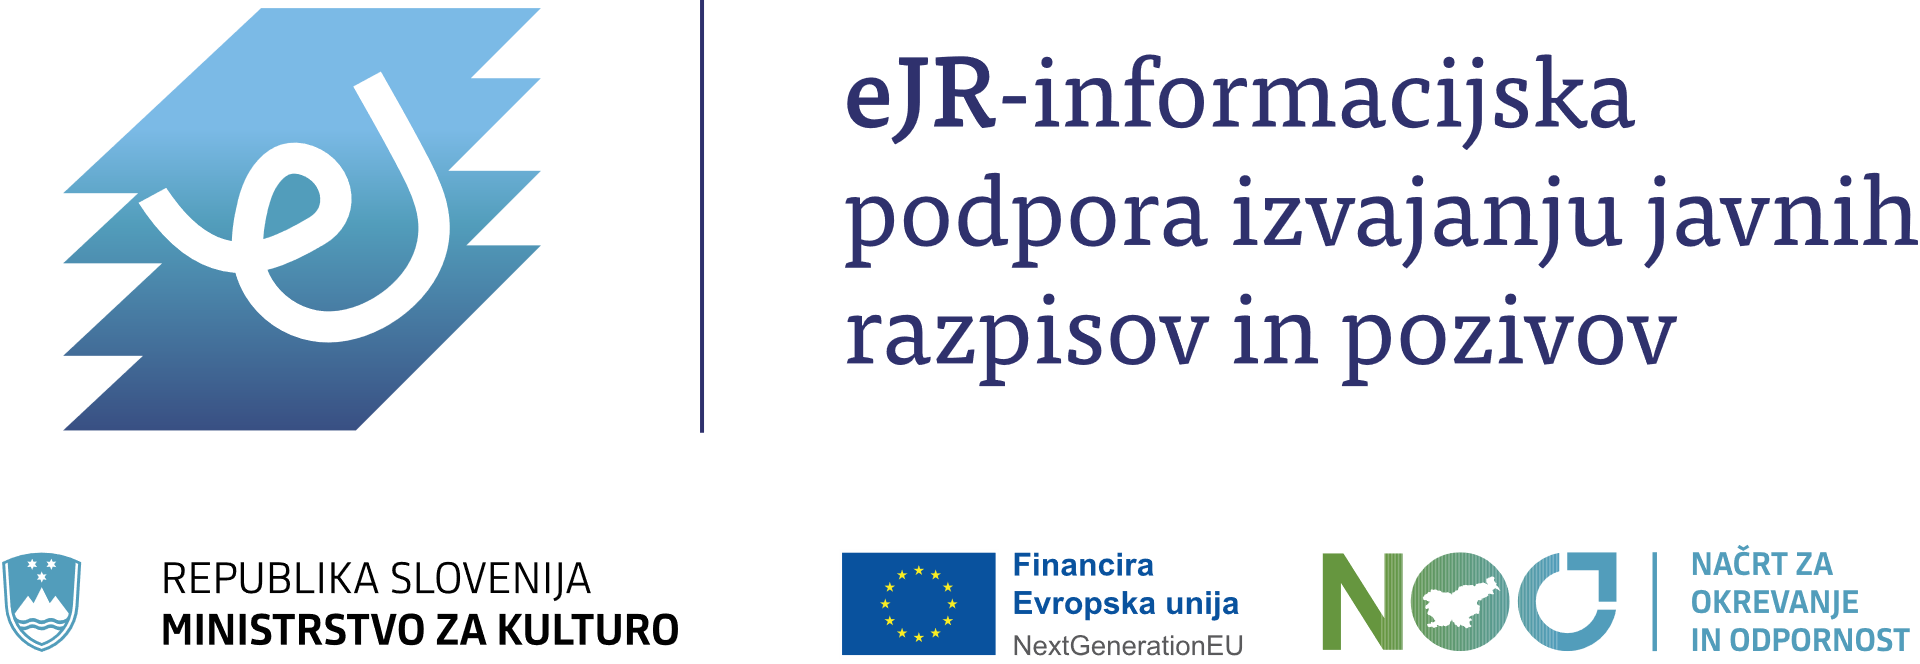 eJR-informacijska
podpora izvajanju javnih
razpisov in pozivov
REPUBLIKA SLOVENIJA
MINISTRSTVO ZA KULTURO
Financira
Evropska unija
NextGenerationEU
NOO
NAČRT ZA
OKREVANJE
IN ODPORNOST